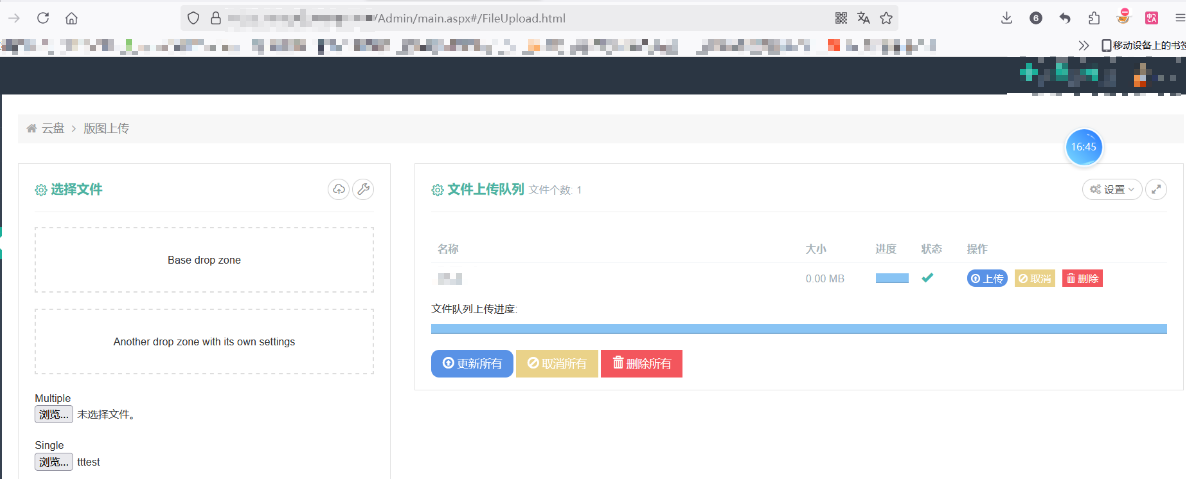 /Admin/main.aspx#/FileUpload.html
6
移动设备上的书签
云盘 > 版图上传
16:45
选择文件
Base drop zone
Another drop zone with its own settings
Multiple
浏览... 未选择文件。
Single
浏览... tttest
文件上传队列 文件个数: 1
设置
名称 大小 进度 状态 操作
0.00 MB 上传 取消 删除
文件队列上传进度:
更新所有 取消所有 删除所有